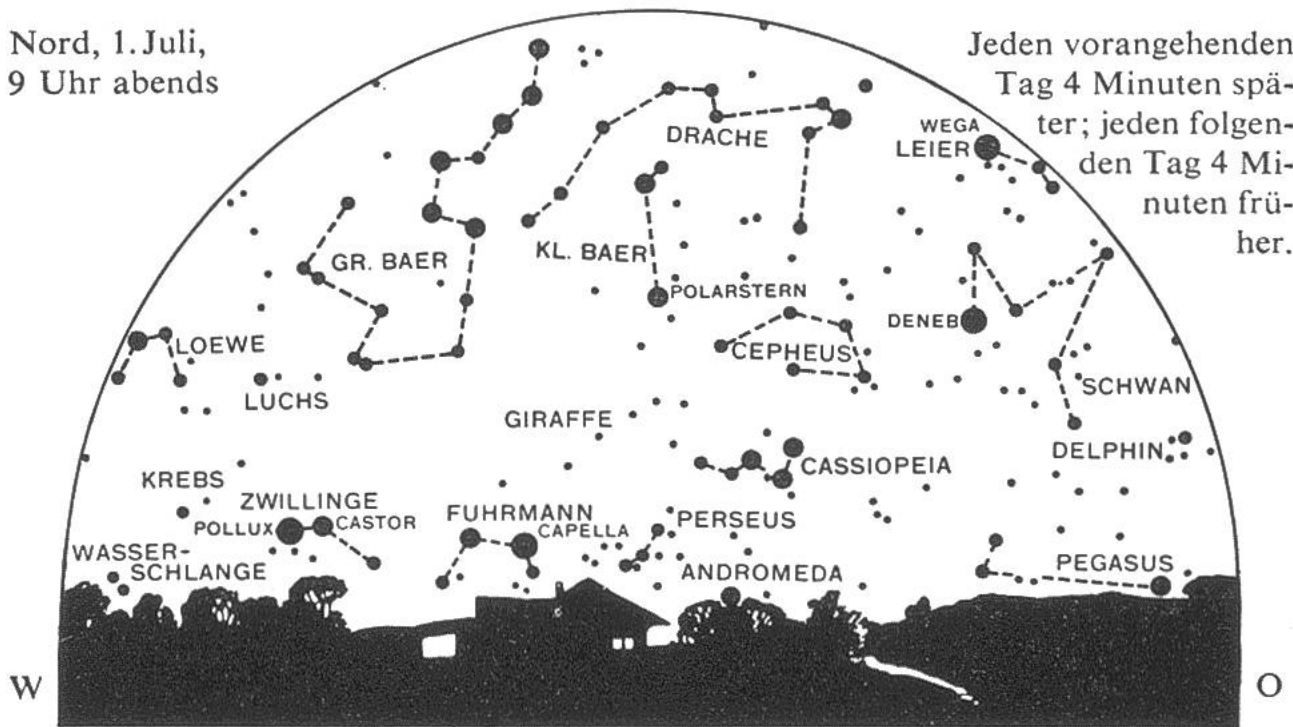 Nord, 1. Juli,
9 Uhr abends
Jeden vorangehenden
Tag 4 Minuten spä-
ter; jeden folgen-
den Tag 4 Mi-
nuten frü-
her.
WEGA
LEIER
DRACHE
GR. BAER
KL. BAER
POLARSTERN
DENEB
LOEWE
CEPHEUS
SCHWAN
LUCHS
GIRAFFE
DELPHIN
CASSIOPEIA
KREBS
ZWILLINGE
POLLUX
CASTOR
FUHRMANN
CAPELLA
PERSEUS
WASSER-
SCHLANGE
ANDROMEDA
PEGASUS
W
O